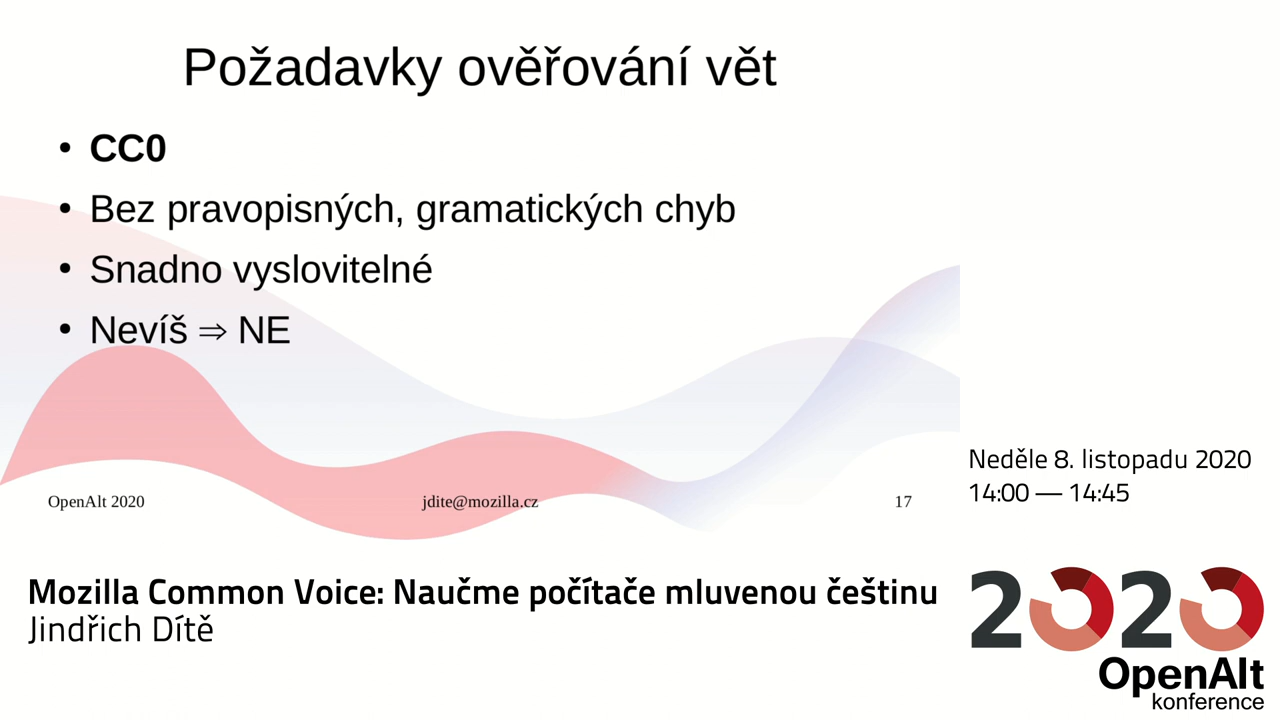 Požadavky ověřování vět
• CC0
• Bez pravopisných, gramatických chyb
• Snadno vyslovitelné
• Nevíš ⇒ NE
OpenAlt 2020
jdite@mozilla.cz
17
Neděle 8. listopadu 2020
14:00 — 14:45
Mozilla Common Voice: Naučme počítače mluvenou češtinu
Jindřich Dítě
2020
OpenAlt
konference